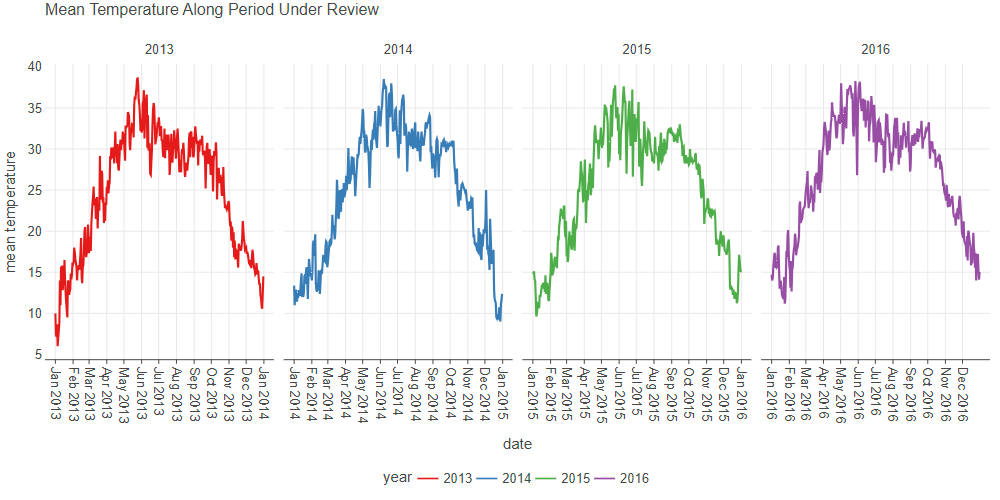 Mean Temperature Along Period Under Review
2013 2014 2015 2016
mean temperature
40
35
30
25
20
15
10
5
Jan 2013 Feb 2013 Mar 2013 Apr 2013 May 2013 Jun 2013 Jul 2013 Aug 2013 Sep 2013 Oct 2013 Nov 2013 Dec 2013 Jan 2014
Jan 2014 Feb 2014 Mar 2014 Apr 2014 May 2014 Jun 2014 Jul 2014 Aug 2014 Sep 2014 Oct 2014 Nov 2014 Dec 2014 Jan 2015
Jan 2015 Feb 2015 Mar 2015 Apr 2015 May 2015 Jun 2015 Jul 2015 Aug 2015 Sep 2015 Oct 2015 Nov 2015 Dec 2015 Jan 2016
Jan 2016 Feb 2016 Mar 2016 Apr 2016 May 2016 Jun 2016 Jul 2016 Aug 2016 Sep 2016 Oct 2016 Nov 2016 Dec 2016
date
year 2013 2014 2015 2016